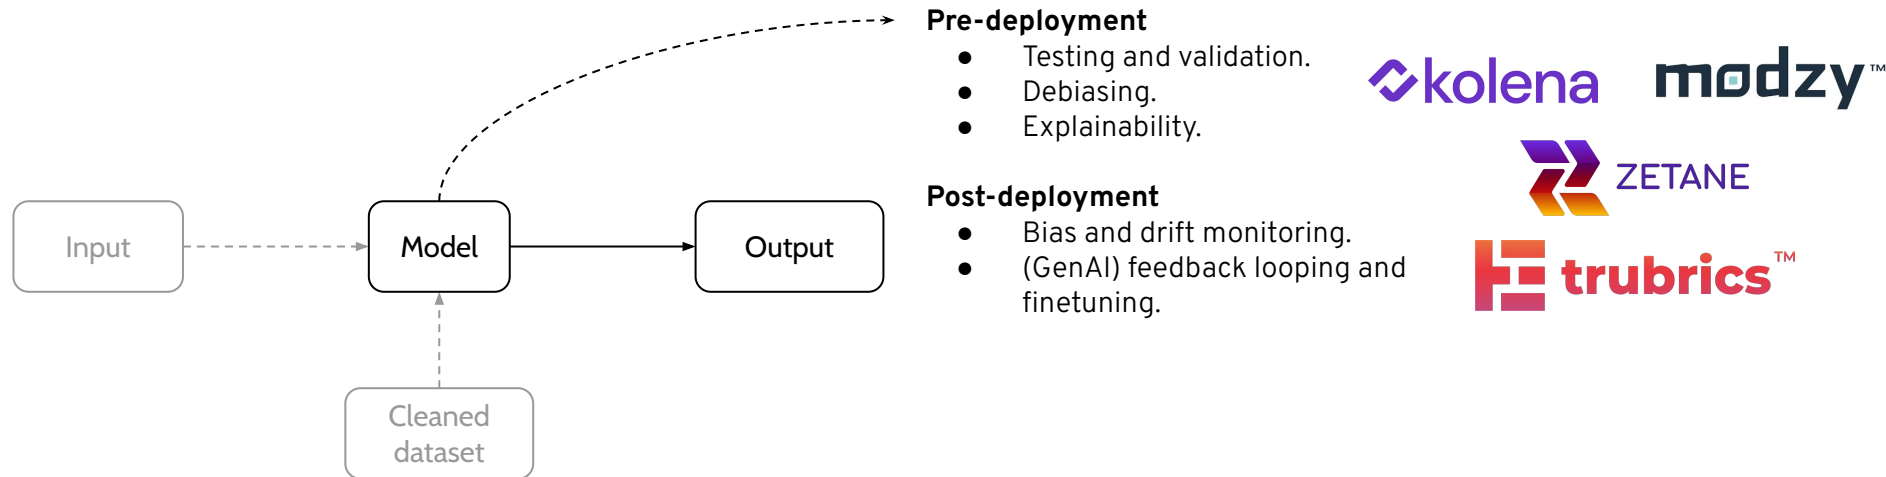 Pre-deployment
● Testing and validation.
● Debiasing.
● Explainability.
Post-deployment
● Bias and drift monitoring.
● (GenAI) feedback looping and
finetuning.
kolena
modzy™
ZETANE
trubrics™
Input
Model
Output
Cleaned
dataset